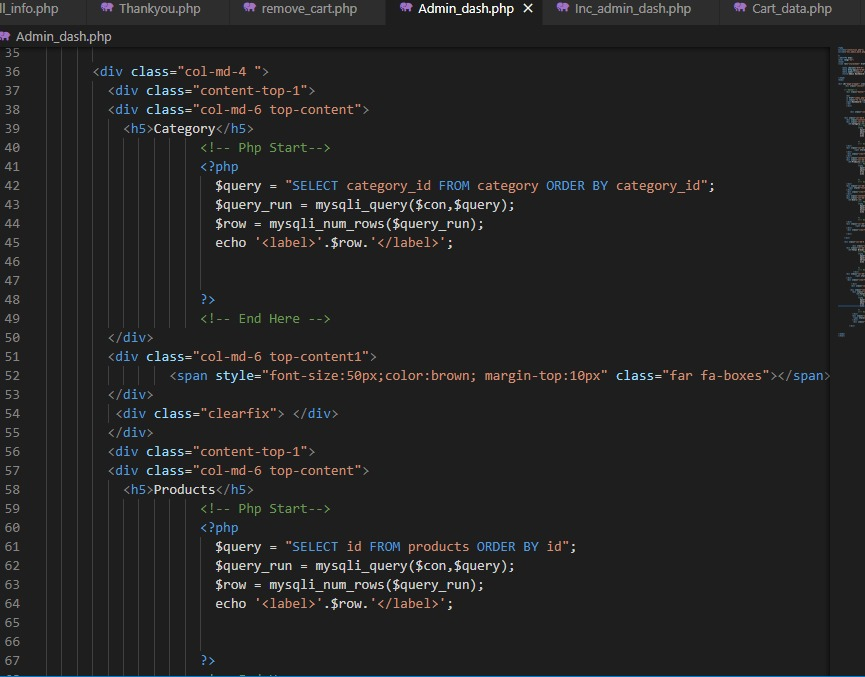 ll_info.php Thankyou.php remove_cart.php Admin_dash.php × Inc_admin_dash.php Cart_data.php
Admin_dash.php
35
36 <div class="col-md-4 ">
37 <div class="content-top-1">
38 <div class="col-md-6 top-content">
39 <h5>Category</h5>
40 <!-- Php Start-->
41 <?php
42 $query = "SELECT category_id FROM category ORDER BY category_id";
43 $query_run = mysqli_query($con,$query);
44 $row = mysqli_num_rows($query_run);
45 echo '<label>'.$row.'</label>';
46
47
48 ?>
49 <!-- End Here -->
50 </div>
51 <div class="col-md-6 top-content1">
52 <span style="font-size:50px;color:brown; margin-top:10px" class="far fa-boxes"></span>
53 </div>
54 <div class="clearfix"> </div>
55 </div>
56 <div class="content-top-1">
57 <div class="col-md-6 top-content">
58 <h5>Products</h5>
59 <!-- Php Start-->
60 <?php
61 $query = "SELECT id FROM products ORDER BY id";
62 $query_run = mysqli_query($con,$query);
63 $row = mysqli_num_rows($query_run);
64 echo '<label>'.$row.'</label>';
65
66
67 ?>